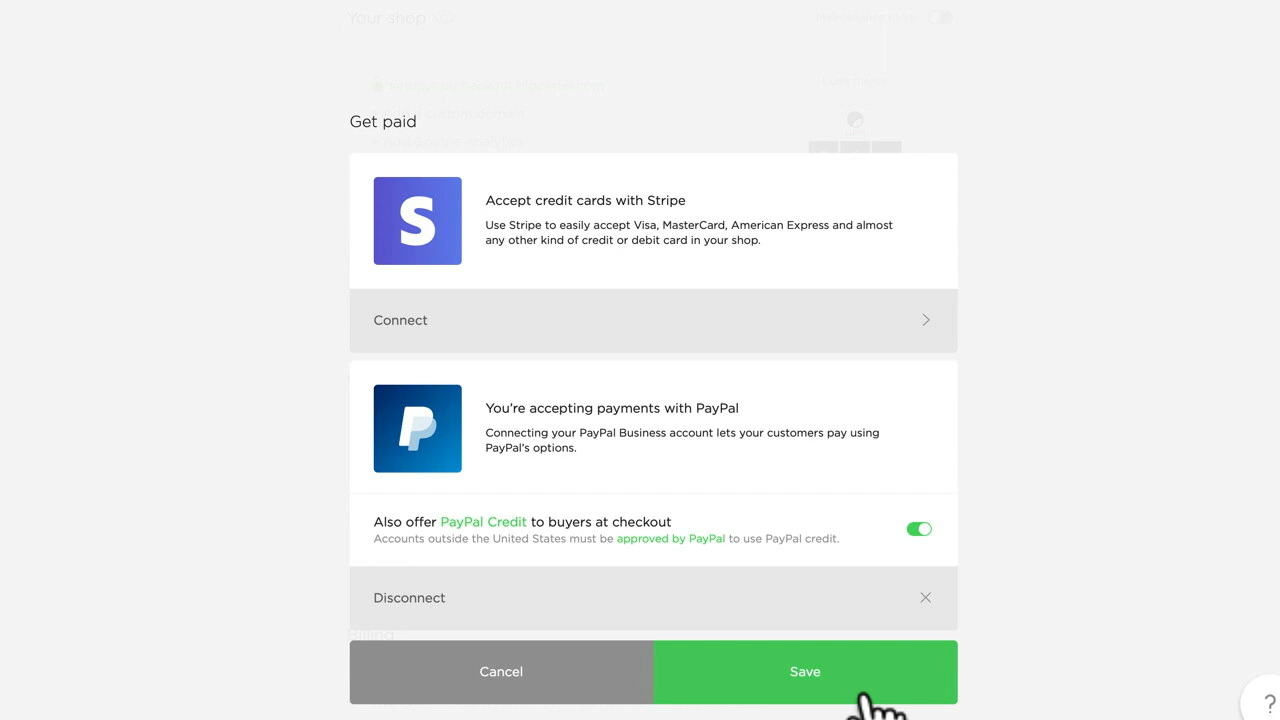 Your shop
Get paid
S
Accept credit cards with Stripe
Use Stripe to easily accept Visa, MasterCard, American Express and almost
any other kind of credit or debit card in your shop.
Connect
P
You're accepting payments with PayPal
Connecting your PayPal Business account lets your customers pay using
PayPal's options.
Also offer PayPal Credit to buyers at checkout
Accounts outside the United States must be approved by PayPal to use PayPal credit.
Disconnect
Billing
Cancel
Save
?